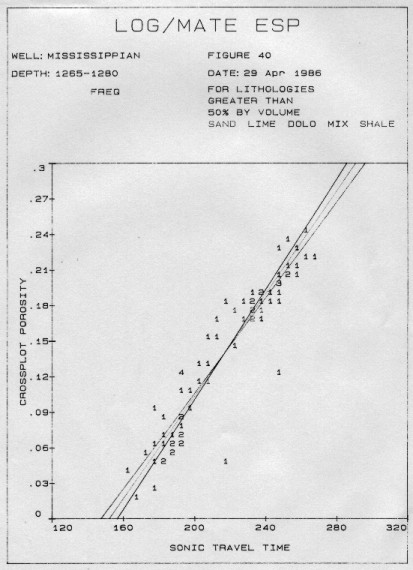 LOG/MATE ESP
WELL: MISSISSIPPIAN
DEPTH: 1265-1280
FREQ
FIGURE 40
DATE: 29 Apr 1986
FOR LITHOLOGIES
GREATER THAN
50% BY VOLUME
SAND LIME DOLO MIX SHALE
CROSSPLOT POROSITY
.3
.27
.24
.21
.18
.15
.12
.09
.06
.03
0
120 160 200 240 280 320
SONIC TRAVEL TIME